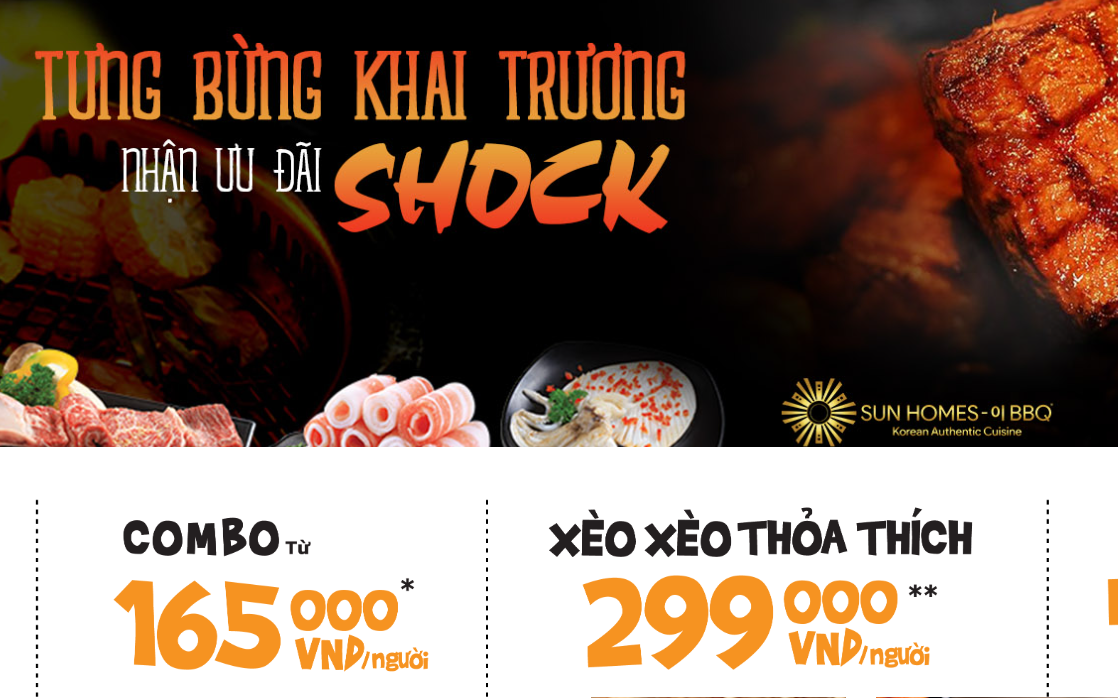 TƯNG BỪNG KHAI TRƯƠNG
NHẬN ƯU ĐÃI SHOCK
SUN HOMES - 이 BBQ
Korean Authentic Cuisine
COMBO TỪ
165 000 *
VND/người
XÈO XÈO THỎA THÍCH
299 000 **
VND/người